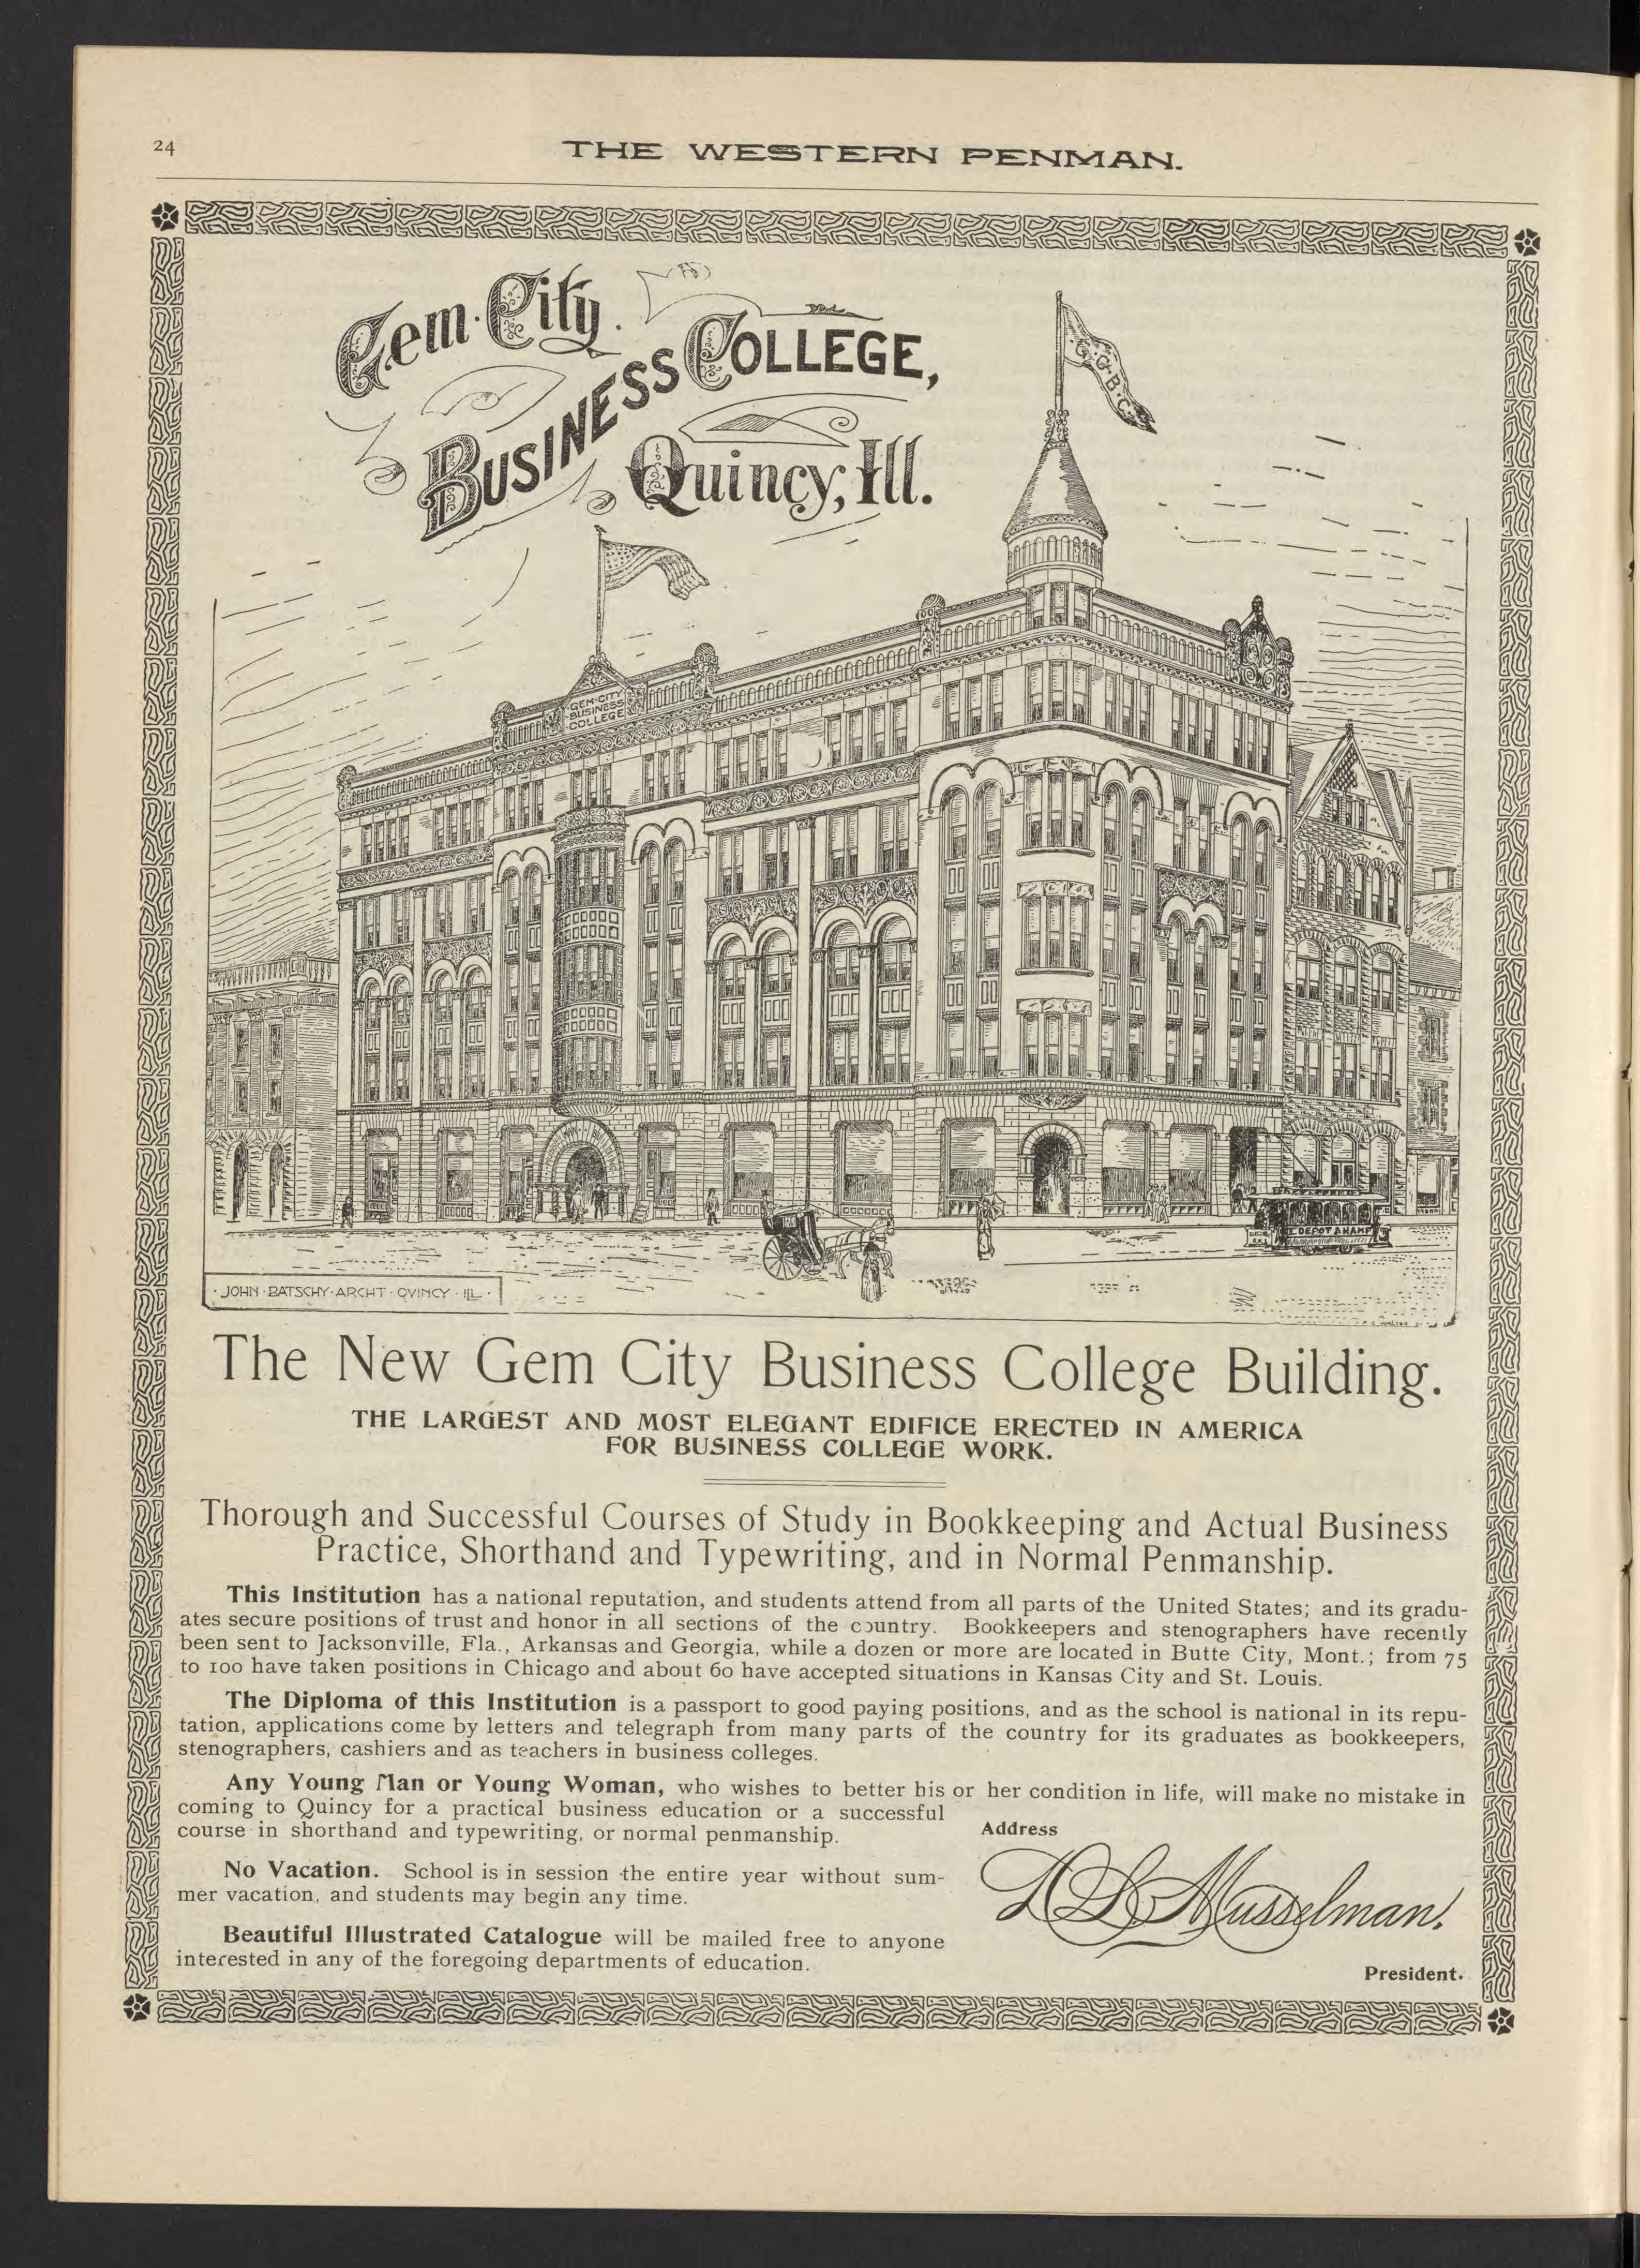 24
THE WESTERN PENMAN.
Gem City
BUSINESS COLLEGE,
Quincy, Ill.
G.C.B.C.
GEM-CITY
BUSINESS
COLLEGE
DEPOT &
· JOHN · BATSCHY · ARCHT · QVINCY · ILL ·
The New Gem City Business College Building.
THE LARGEST AND MOST ELEGANT EDIFICE ERECTED IN AMERICA
FOR BUSINESS COLLEGE WORK.
Thorough and Successful Courses of Study in Bookkeeping and Actual Business
Practice, Shorthand and Typewriting, and in Normal Penmanship.
This Institution has a national reputation, and students attend from all parts of the United States; and its gradu-
ates secure positions of trust and honor in all sections of the country. Bookkeepers and stenographers have recently
been sent to Jacksonville, Fla., Arkansas and Georgia, while a dozen or more are located in Butte City, Mont.; from 75
to 100 have taken positions in Chicago and about 60 have accepted situations in Kansas City and St. Louis.
The Diploma of this Institution is a passport to good paying positions, and as the school is national in its repu-
tation, applications come by letters and telegraph from many parts of the country for its graduates as bookkeepers,
stenographers, cashiers and as teachers in business colleges.
Any Young Man or Young Woman, who wishes to better his or her condition in life, will make no mistake in
coming to Quincy for a practical business education or a successful
course in shorthand and typewriting, or normal penmanship.
Address
No Vacation. School is in session the entire year without sum-
mer vacation, and students may begin any time.
D L Musselman.
Beautiful Illustrated Catalogue will be mailed free to anyone
interested in any of the foregoing departments of education.
President.